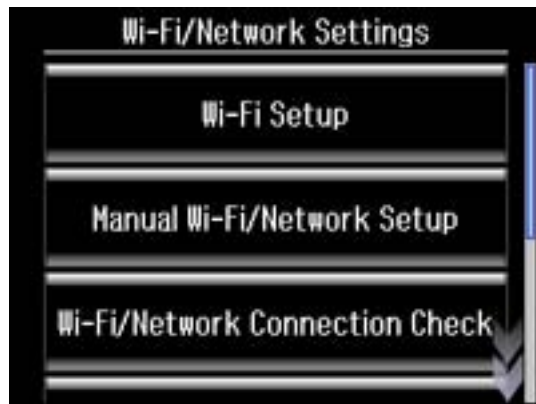 Wi-Fi/Network Settings
Wi-Fi Setup
Manual Wi-Fi/Network Setup
Wi-Fi/Network Connection Check